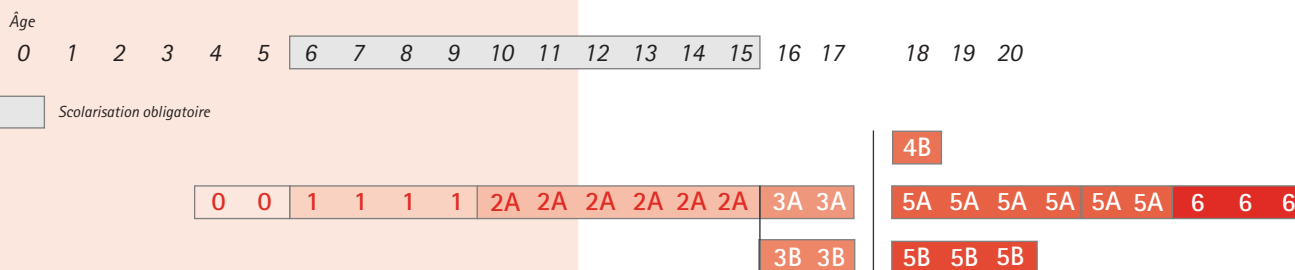 Âge
0 1 2 3 4 5 6 7 8 9 10 11 12 13 14 15 16 17 18 19 20
Scolarisation obligatoire
4B
0 0 1 1 1 1 2A 2A 2A 2A 2A 2A 3A 3A 5A 5A 5A 5A 5A 5A 6 6 6
3B 3B 5B 5B 5B